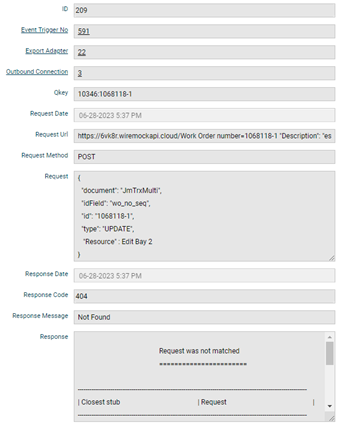 ID 209
Event Trigger No 591
Export Adapter 22
Outbound Connection 3
Qkey 10346:1068118-1
Request Date 06-28-2023 5:37 PM
Request Url https://6vk8r.wiremockapi.cloud/Work Order number=1068118-1 "Description": "es
Request Method POST
Request {
"document": "JmTrxMulti",
"idField": "wo_no_seq",
"id": "1068118-1",
"type": "UPDATE",
"Resource" : Edit Bay 2
}
Response Date 06-28-2023 5:37 PM
Response Code 404
Response Message Not Found
Response
Request was not matched
=======================
-----------------------------------------------------------------------------------------------------------------------
| Closest stub | Request |
-----------------------------------------------------------------------------------------------------------------------